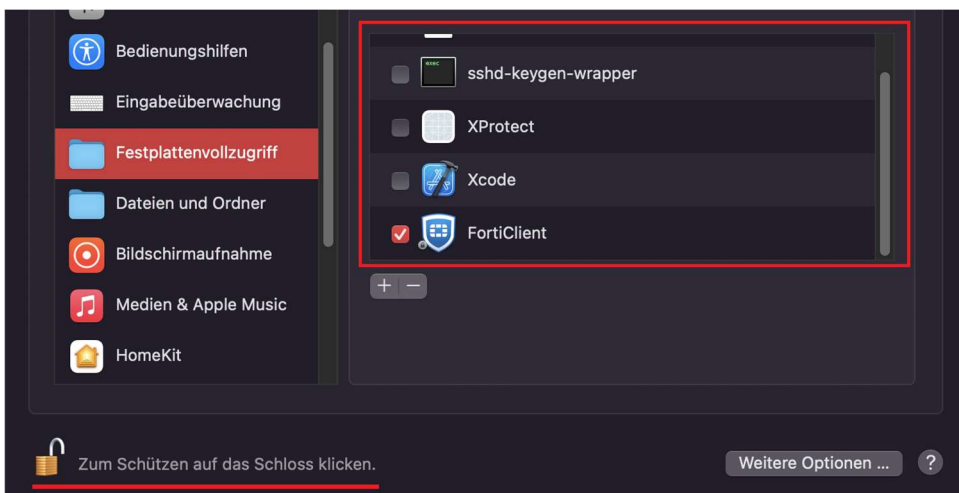 Bedienungshilfen
Eingabeüberwachung
Festplattenvollzugriff
Dateien und Ordner
Bildschirmaufnahme
Medien & Apple Music
HomeKit
exec
sshd-keygen-wrapper
XProtect
Xcode
FortiClient
+ −
Zum Schützen auf das Schloss klicken.
Weitere Optionen ...
?